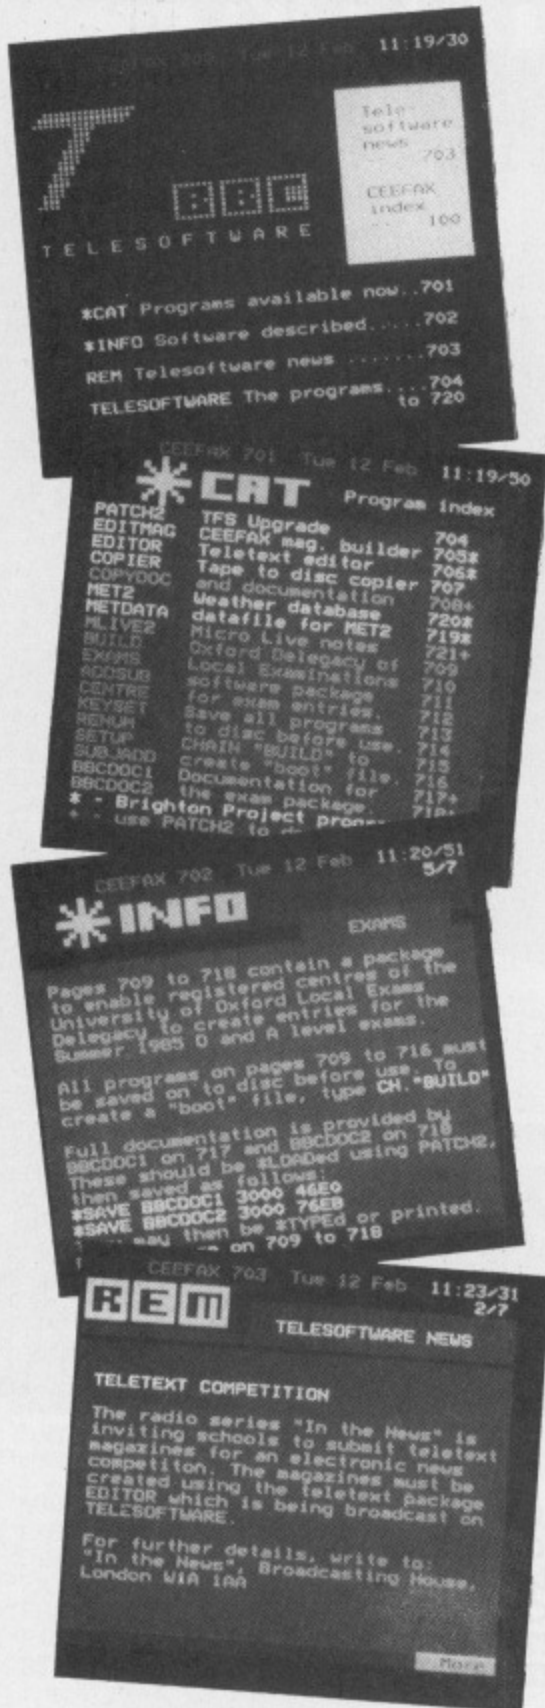 CEEFAX 700 Tue 12 Feb 11:19/30
T
BBC
TELESOFTWARE
Tele-
software
news
703
CEEFAX
index
.. 100
*CAT Programs available now..701
*INFO Software described.....702
REM Telesoftware news .......703
TELESOFTWARE The programs....704
to 720
CEEFAX 701 Tue 12 Feb 11:19/50
*CAT Program index
PATCH2 TFS Upgrade 704
EDITMAG CEEFAX mag. builder 705*
EDITOR Teletext editor 706*
COPIER Tape to disc copier 707
COPYDOC and documentation 708+
MET2 Weather database 720*
METDATA datafile for MET2 719*
MLIVE2 Micro Live notes 721+
BUILD Oxford Delegacy of 709
EXAMS Local Examinations 710
ADDSUB software package 711
CENTRE for exam entries. 712
KEYSET Save all programs 713
RENUM to disc before use. 714
SETUP CHAIN "BUILD" to 715
SUBJADD create "boot" file. 716
BBCDOC1 Documentation for 717+
BBCDOC2 the exam package. 718+
* - Brighton Project
+ - use PATCH2 to
CEEFAX 702 Tue 12 Feb 11:20/51
5/7
*INFO
EXAMS
Pages 709 to 718 contain a package
to enable registered centres of the
University of Oxford Local Exams
Delegacy to create entries for the
Summer 1985 O and A level exams.
All programs on pages 709 to 716 must
be saved on to disc before use. To
create a "boot" file, type CH."BUILD"
Full documentation is provided by
BBCDOC1 on 717 and BBCDOC2 on 718
These should be *LOADed using PATCH2,
then saved as follows:
*SAVE BBCDOC1 3000 46E0
*SAVE BBCDOC2 3000 76EB
may then be *TYPEd or printed.
on 709 to 718
CEEFAX 703 Tue 12 Feb 11:23/31
2/7
REM
TELESOFTWARE NEWS
TELETEXT COMPETITION
The radio series "In the News" is
inviting schools to submit teletext
magazines for an electronic news
competiton. The magazines must be
created using the teletext package
EDITOR which is being broadcast on
TELESOFTWARE.
For further details, write to:
"In the News", Broadcasting House,
London W1A 1AA
More